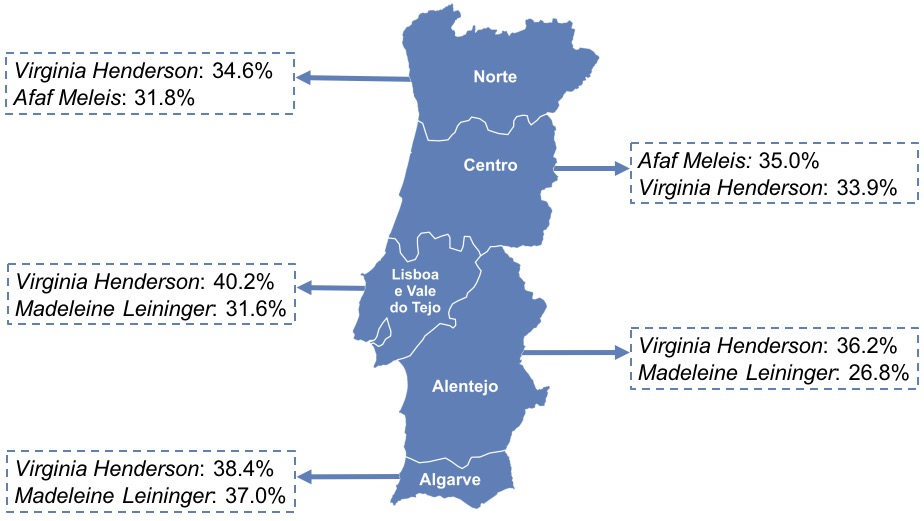 Virginia Henderson: 34.6%
Afaf Meleis: 31.8%
Norte
Centro
Afaf Meleis: 35.0%
Virginia Henderson: 33.9%
Virginia Henderson: 40.2%
Madeleine Leininger: 31.6%
Lisboa
e Vale
do Tejo
Virginia Henderson: 36.2%
Madeleine Leininger: 26.8%
Alentejo
Virginia Henderson: 38.4%
Madeleine Leininger: 37.0%
Algarve